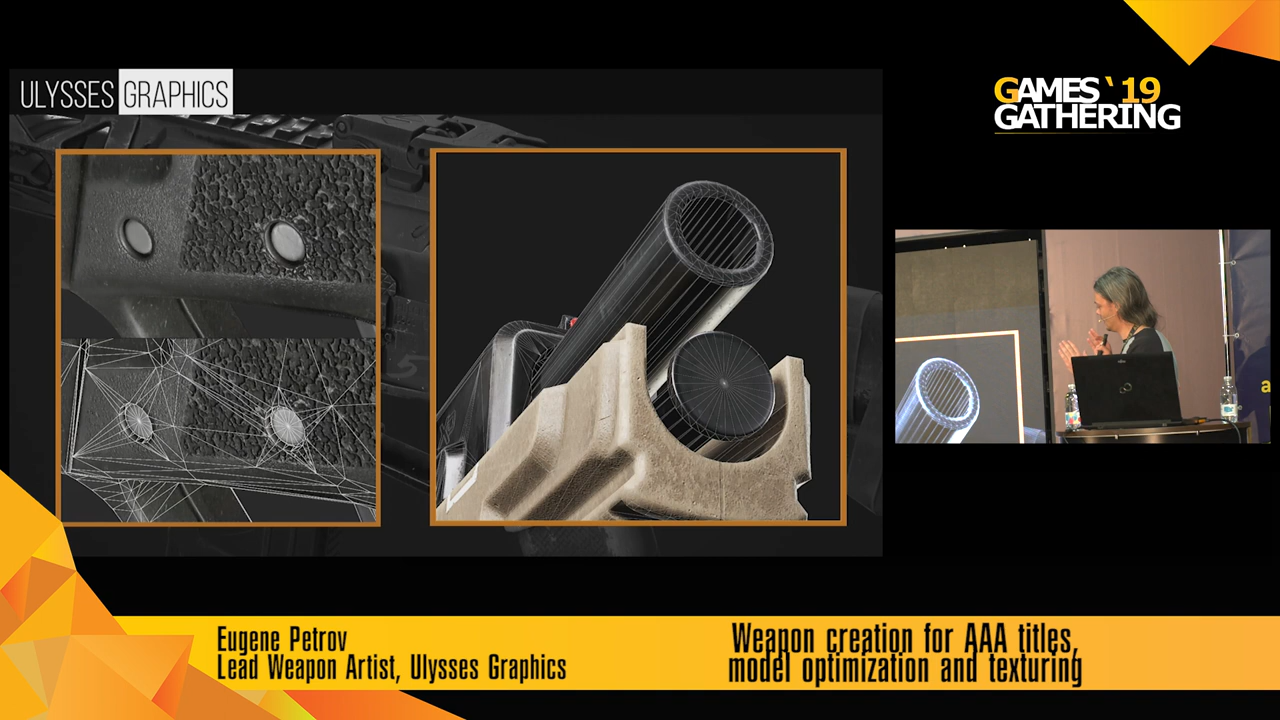 ULYSSES GRAPHICS
GAMES ‘19
GATHERING
Eugene Petrov
Lead Weapon Artist, Ulysses Graphics
Weapon creation for AAA titles,
model optimization and texturing